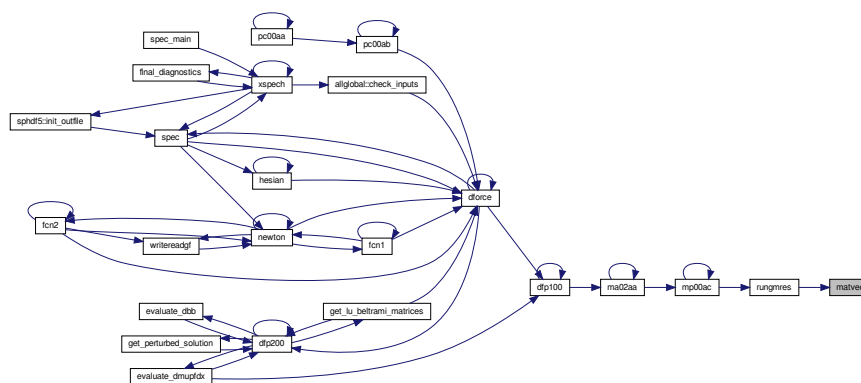 spec_main
final_diagnostics
sphdf5::init_outfile
spec
xspech
pc00aa
pc00ab
allglobal::check_inputs
hesian
fcn2
writereadgf
newton
fcn1
dforce
evaluate_dbb
get_perturbed_solution
evaluate_dmupfdx
dfp200
get_lu_beltrami_matrices
dfp100
ma02aa
mp00ac
rungmres
matvec